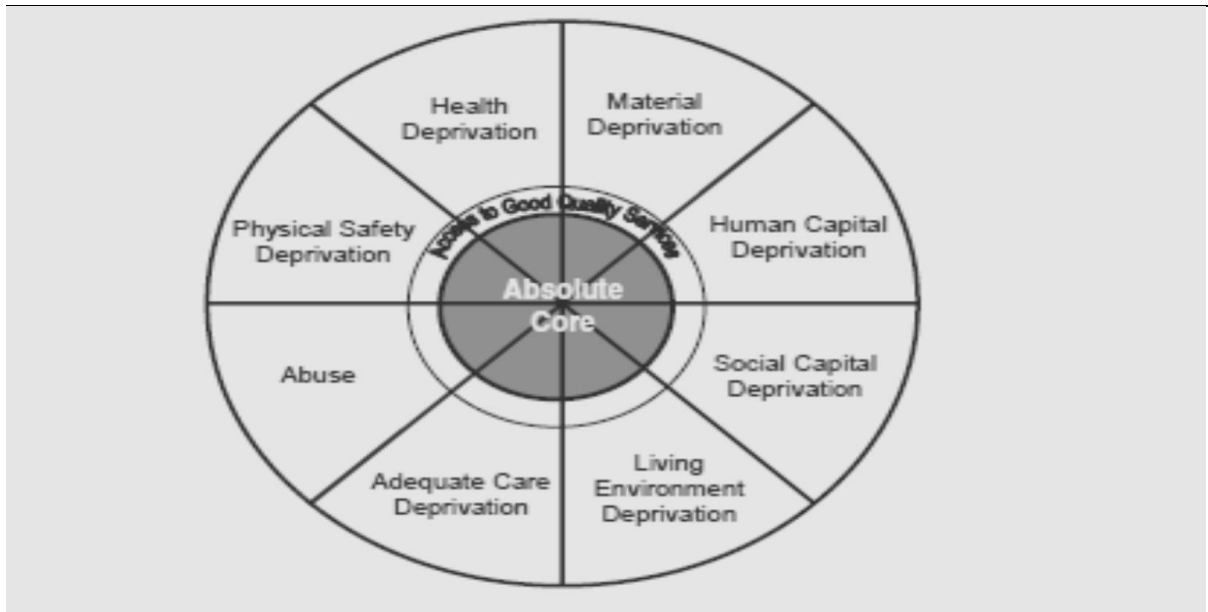 Health
Deprivation
Material
Deprivation
Physical Safety
Deprivation
Access to Good Quality Services
Human Capital
Deprivation
Absolute
Core
Abuse
Social Capital
Deprivation
Adequate Care
Deprivation
Living
Environment
Deprivation